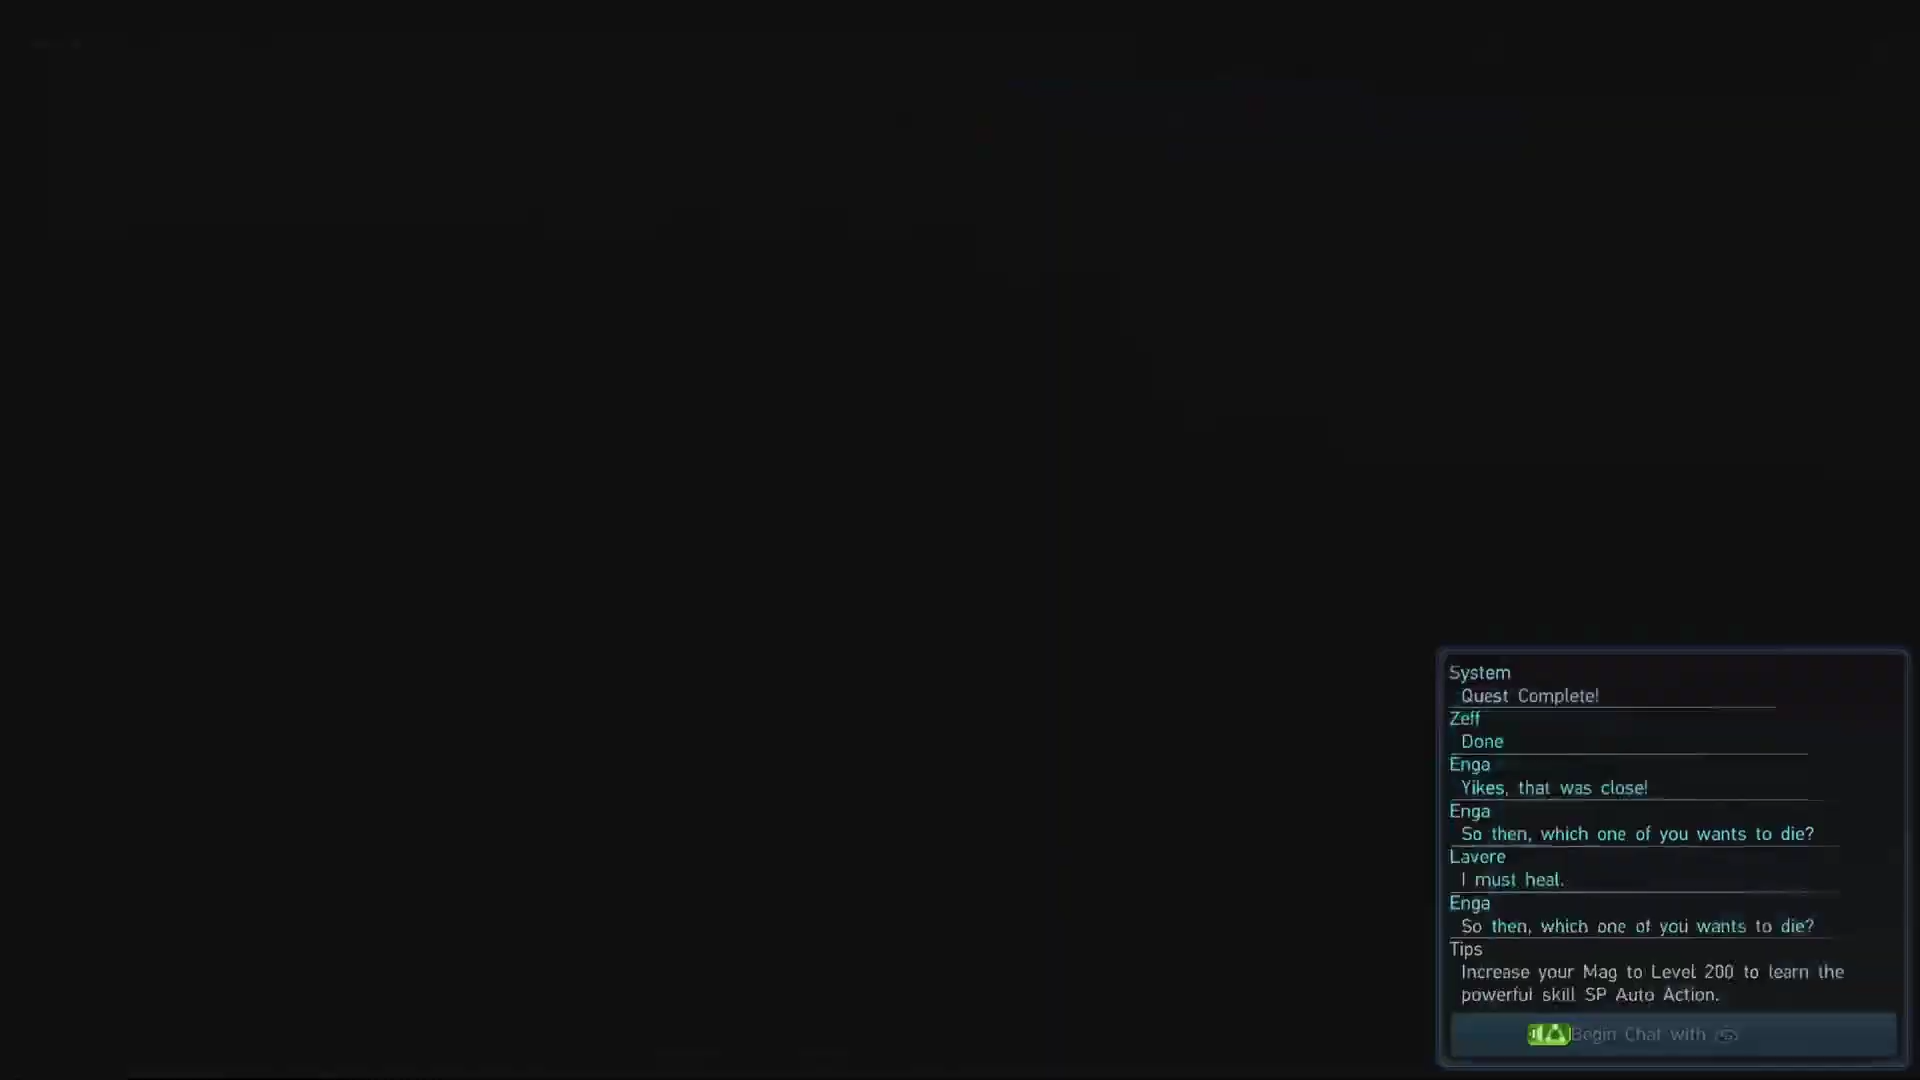 System
Quest Complete!
Zeff
Done
Enga
Yikes, that was close!
Enga
So then, which one of you wants to die?
Lavere
I must heal.
Enga
So then, which one of you wants to die?
Tips
Increase your Mag to Level 200 to learn the
powerful skill SP Auto Action.
Begin Chat with